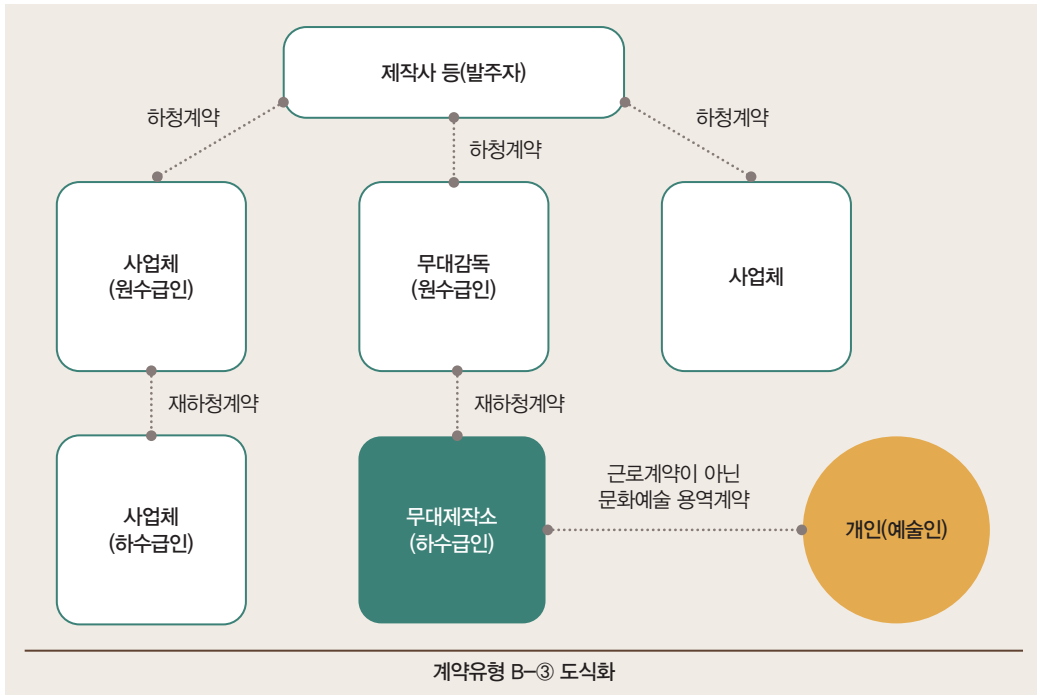 제작사 등(발주자)
하청계약
하청계약
하청계약
사업체
(원수급인)
무대감독
(원수급인)
사업체
재하청계약
재하청계약
사업체
(하수급인)
무대제작소
(하수급인)
근로계약이 아닌
문화예술 용역계약
개인(예술인)
계약유형 B-③ 도식화